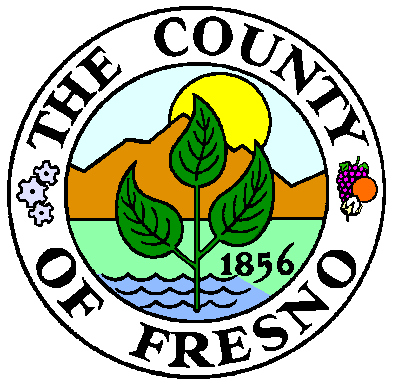 THE COUNTY
OF FRESNO
1856